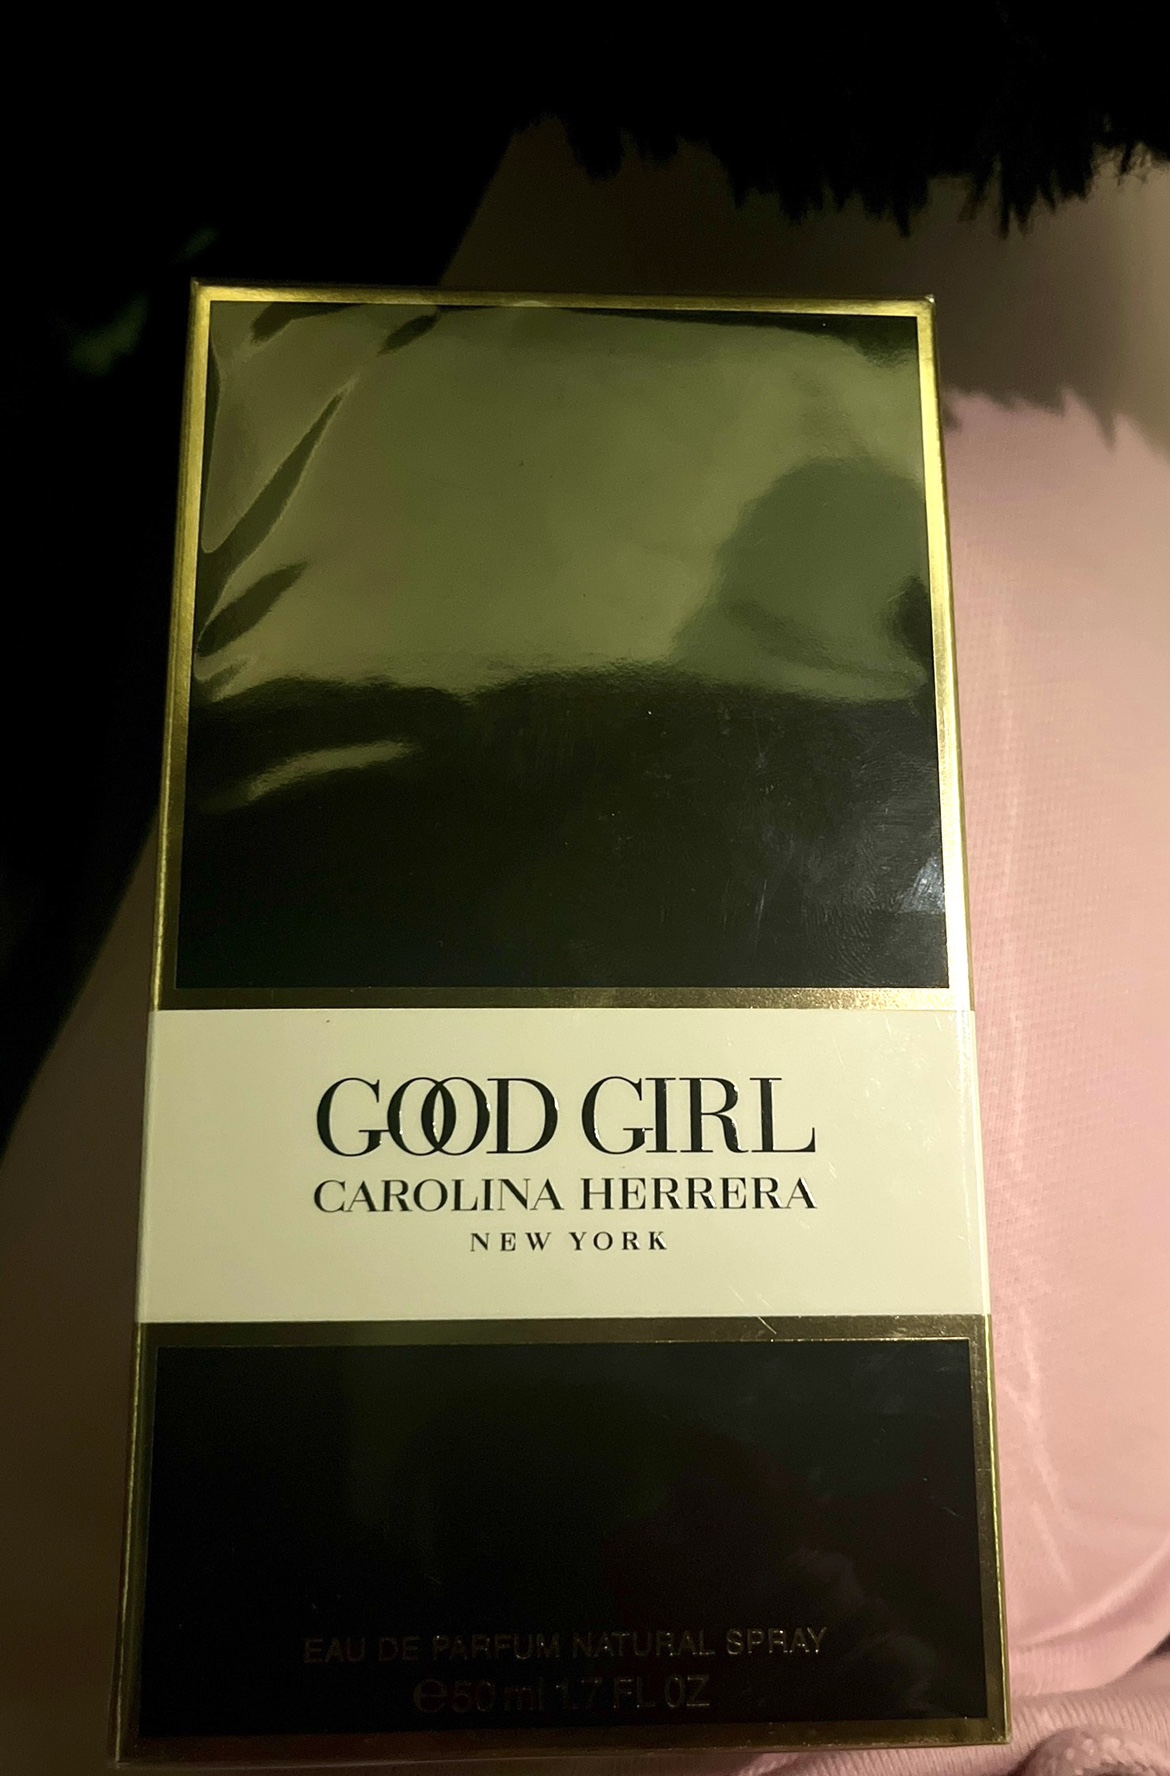 GOOD GIRL
CAROLINA HERRERA
NEW YORK
EAU DE PARFUM NATURAL SPRAY
℮50 ml 1.7 FL OZ